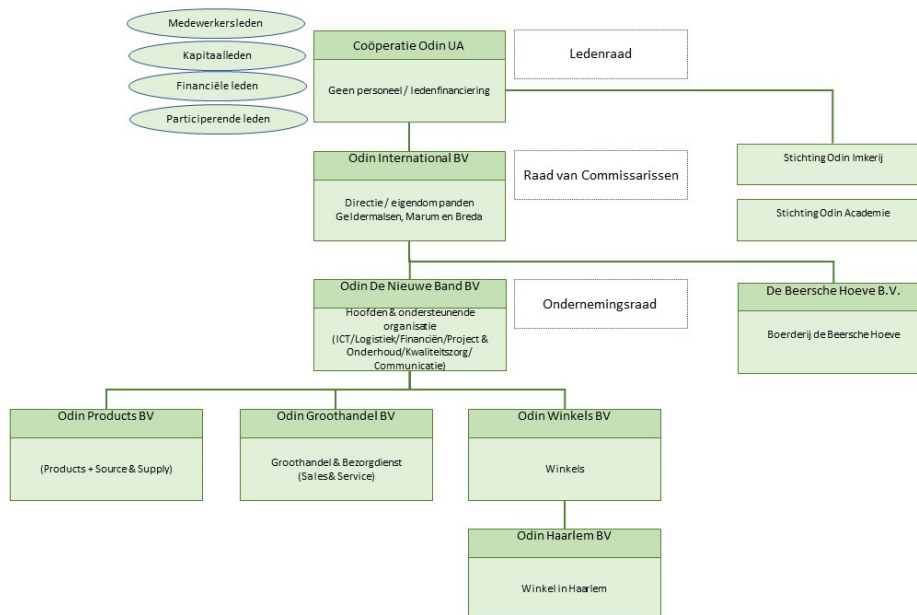 Medewerkersleden
Kapitaalleden
Financiële leden
Participerende leden
Coöperatie Odin UA
Geen personeel / ledenfinanciering
Ledenraad
Odin International BV
Directie / eigendom panden
Geldermalsen, Marum en Breda
Raad van Commissarissen
Stichting Odin Imkerij
Stichting Odin Academie
Odin De Nieuwe Band BV
Hoofden & ondersteunende
organisatie
(ICT/Logistiek/Financiën/Project &
Onderhoud/Kwaliteitszorg/
Communicatie)
Ondernemingsraad
De Beersche Hoeve B.V.
Boerderij de Beersche Hoeve
Odin Products BV
(Products + Source & Supply)
Odin Groothandel BV
Groothandel & Bezorgdienst
(Sales & Service)
Odin Winkels BV
Winkels
Odin Haarlem BV
Winkel in Haarlem